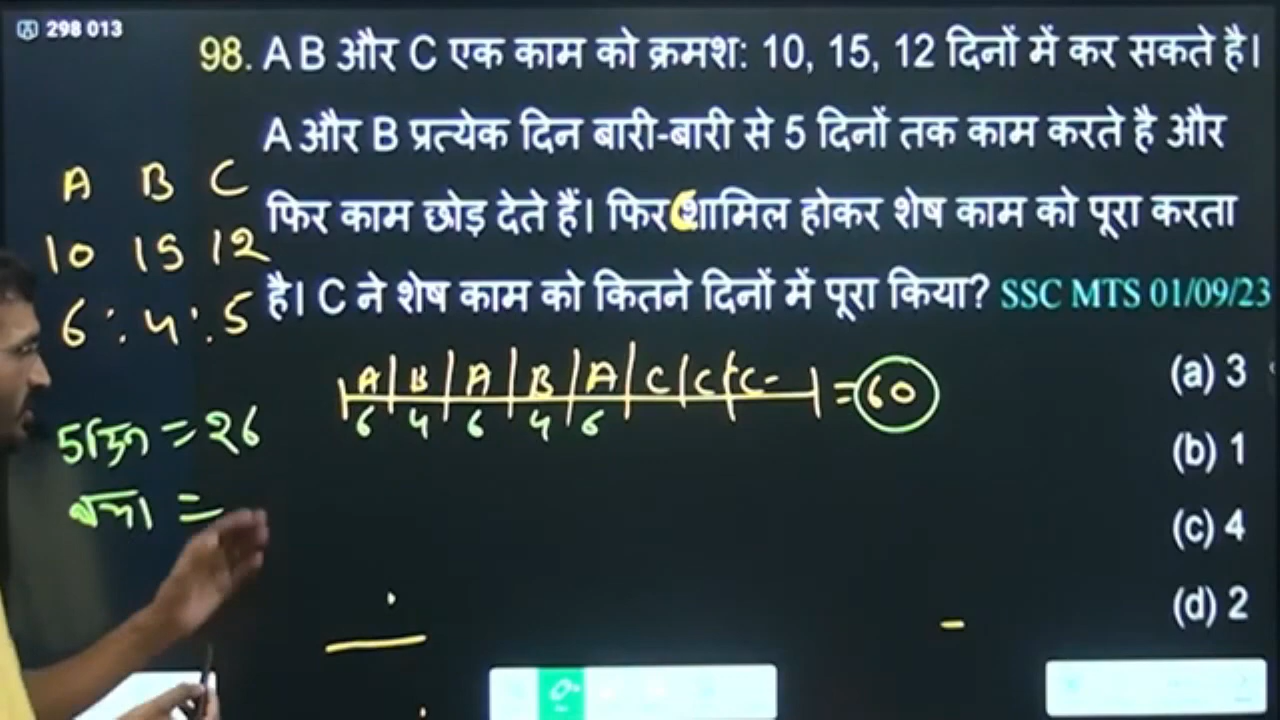 298 013
98. A B और C एक काम को क्रमश: 10, 15, 12 दिनों में कर सकते है।
A और B प्रत्येक दिन बारी-बारी से 5 दिनों तक काम करते है और
फिर काम छोड़ देते हैं। फिर C शामिल होकर शेष काम को पूरा करता
है। C ने शेष काम को कितने दिनों में पूरा किया? SSC MTS 01/09/23
A B C
10 15 12
6 : 4 : 5
5 दिन = 26
बचा =
A | B | A | B | A | C | C | C - | = 60
6 4 6 4 6
(a) 3
(b) 1
(c) 4
(d) 2